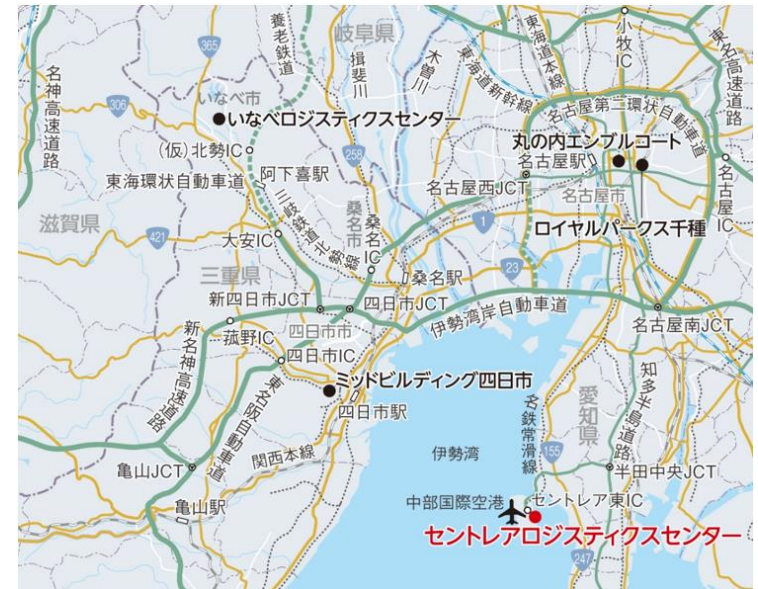 365
養老鉄道
岐阜県
揖斐川
木曽川
東海道新幹線
東海道本線
小牧IC
東名高速道路
名神高速道路
306
いなべ市
いなべロジスティクスセンター
258
名古屋第二環状自動車道
丸の内エンブルコート
名古屋駅
(仮)北勢IC
阿下喜駅
東海環状自動車道
三岐鉄道北勢線
名古屋西JCT
名古屋市
名古屋IC
滋賀県
421
大安IC
桑名市
桑名IC
1
ロイヤルパークス千種
三重県
桑名駅
23
新四日市JCT
四日市JCT
伊勢湾岸自動車道
名古屋南JCT
新名神高速道路
菰野IC
四日市市
四日市IC
東名阪自動車道
ミッドビルディング四日市
四日市駅
名鉄常滑線
愛知県
知多半島道路
関西本線
伊勢湾
155
亀山JCT
半田中央JCT
亀山駅
中部国際空港
セントレア東IC
セントレアロジスティクスセンター
247